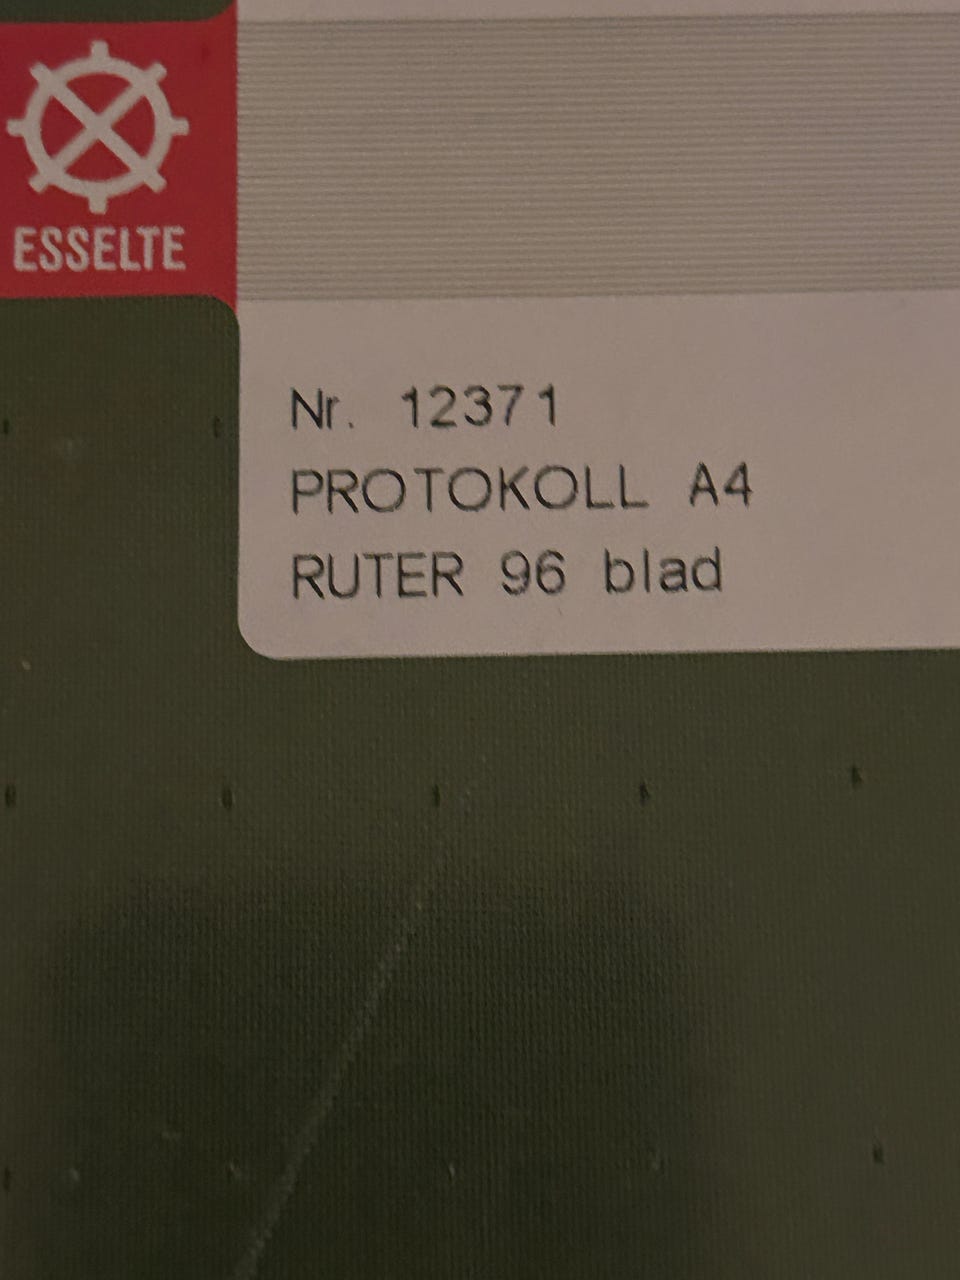 ESSELTE
Nr. 12371
PROTOKOLL A4
RUTER 96 blad